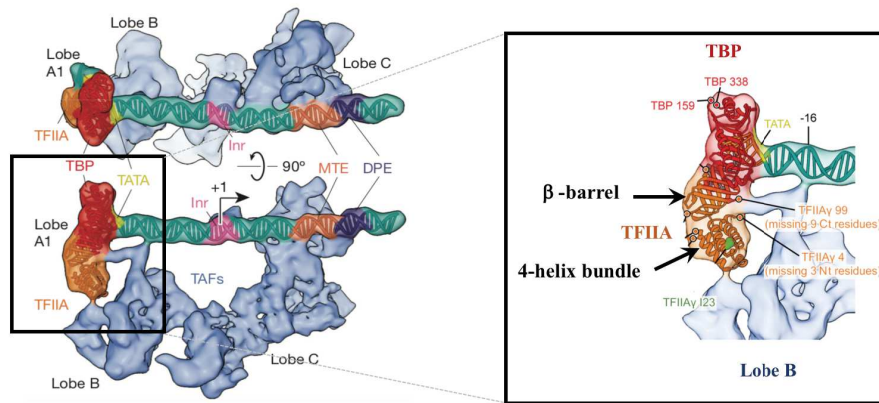 Lobe B
Lobe
A1
Lobe C
TFIIA
TBP
TATA
Inr
90º
MTE
DPE
+1
Inr
Lobe
A1
TAFs
TFIIA
Lobe C
Lobe B
TBP
TBP 338
TBP 159
TATA
-16
β -barrel
TFIIAγ 99
(missing 9 Ct residues)
TFIIA
TFIIAγ 4
(missing 3 Nt residues)
4-helix bundle
TFIIAγ I23
Lobe B